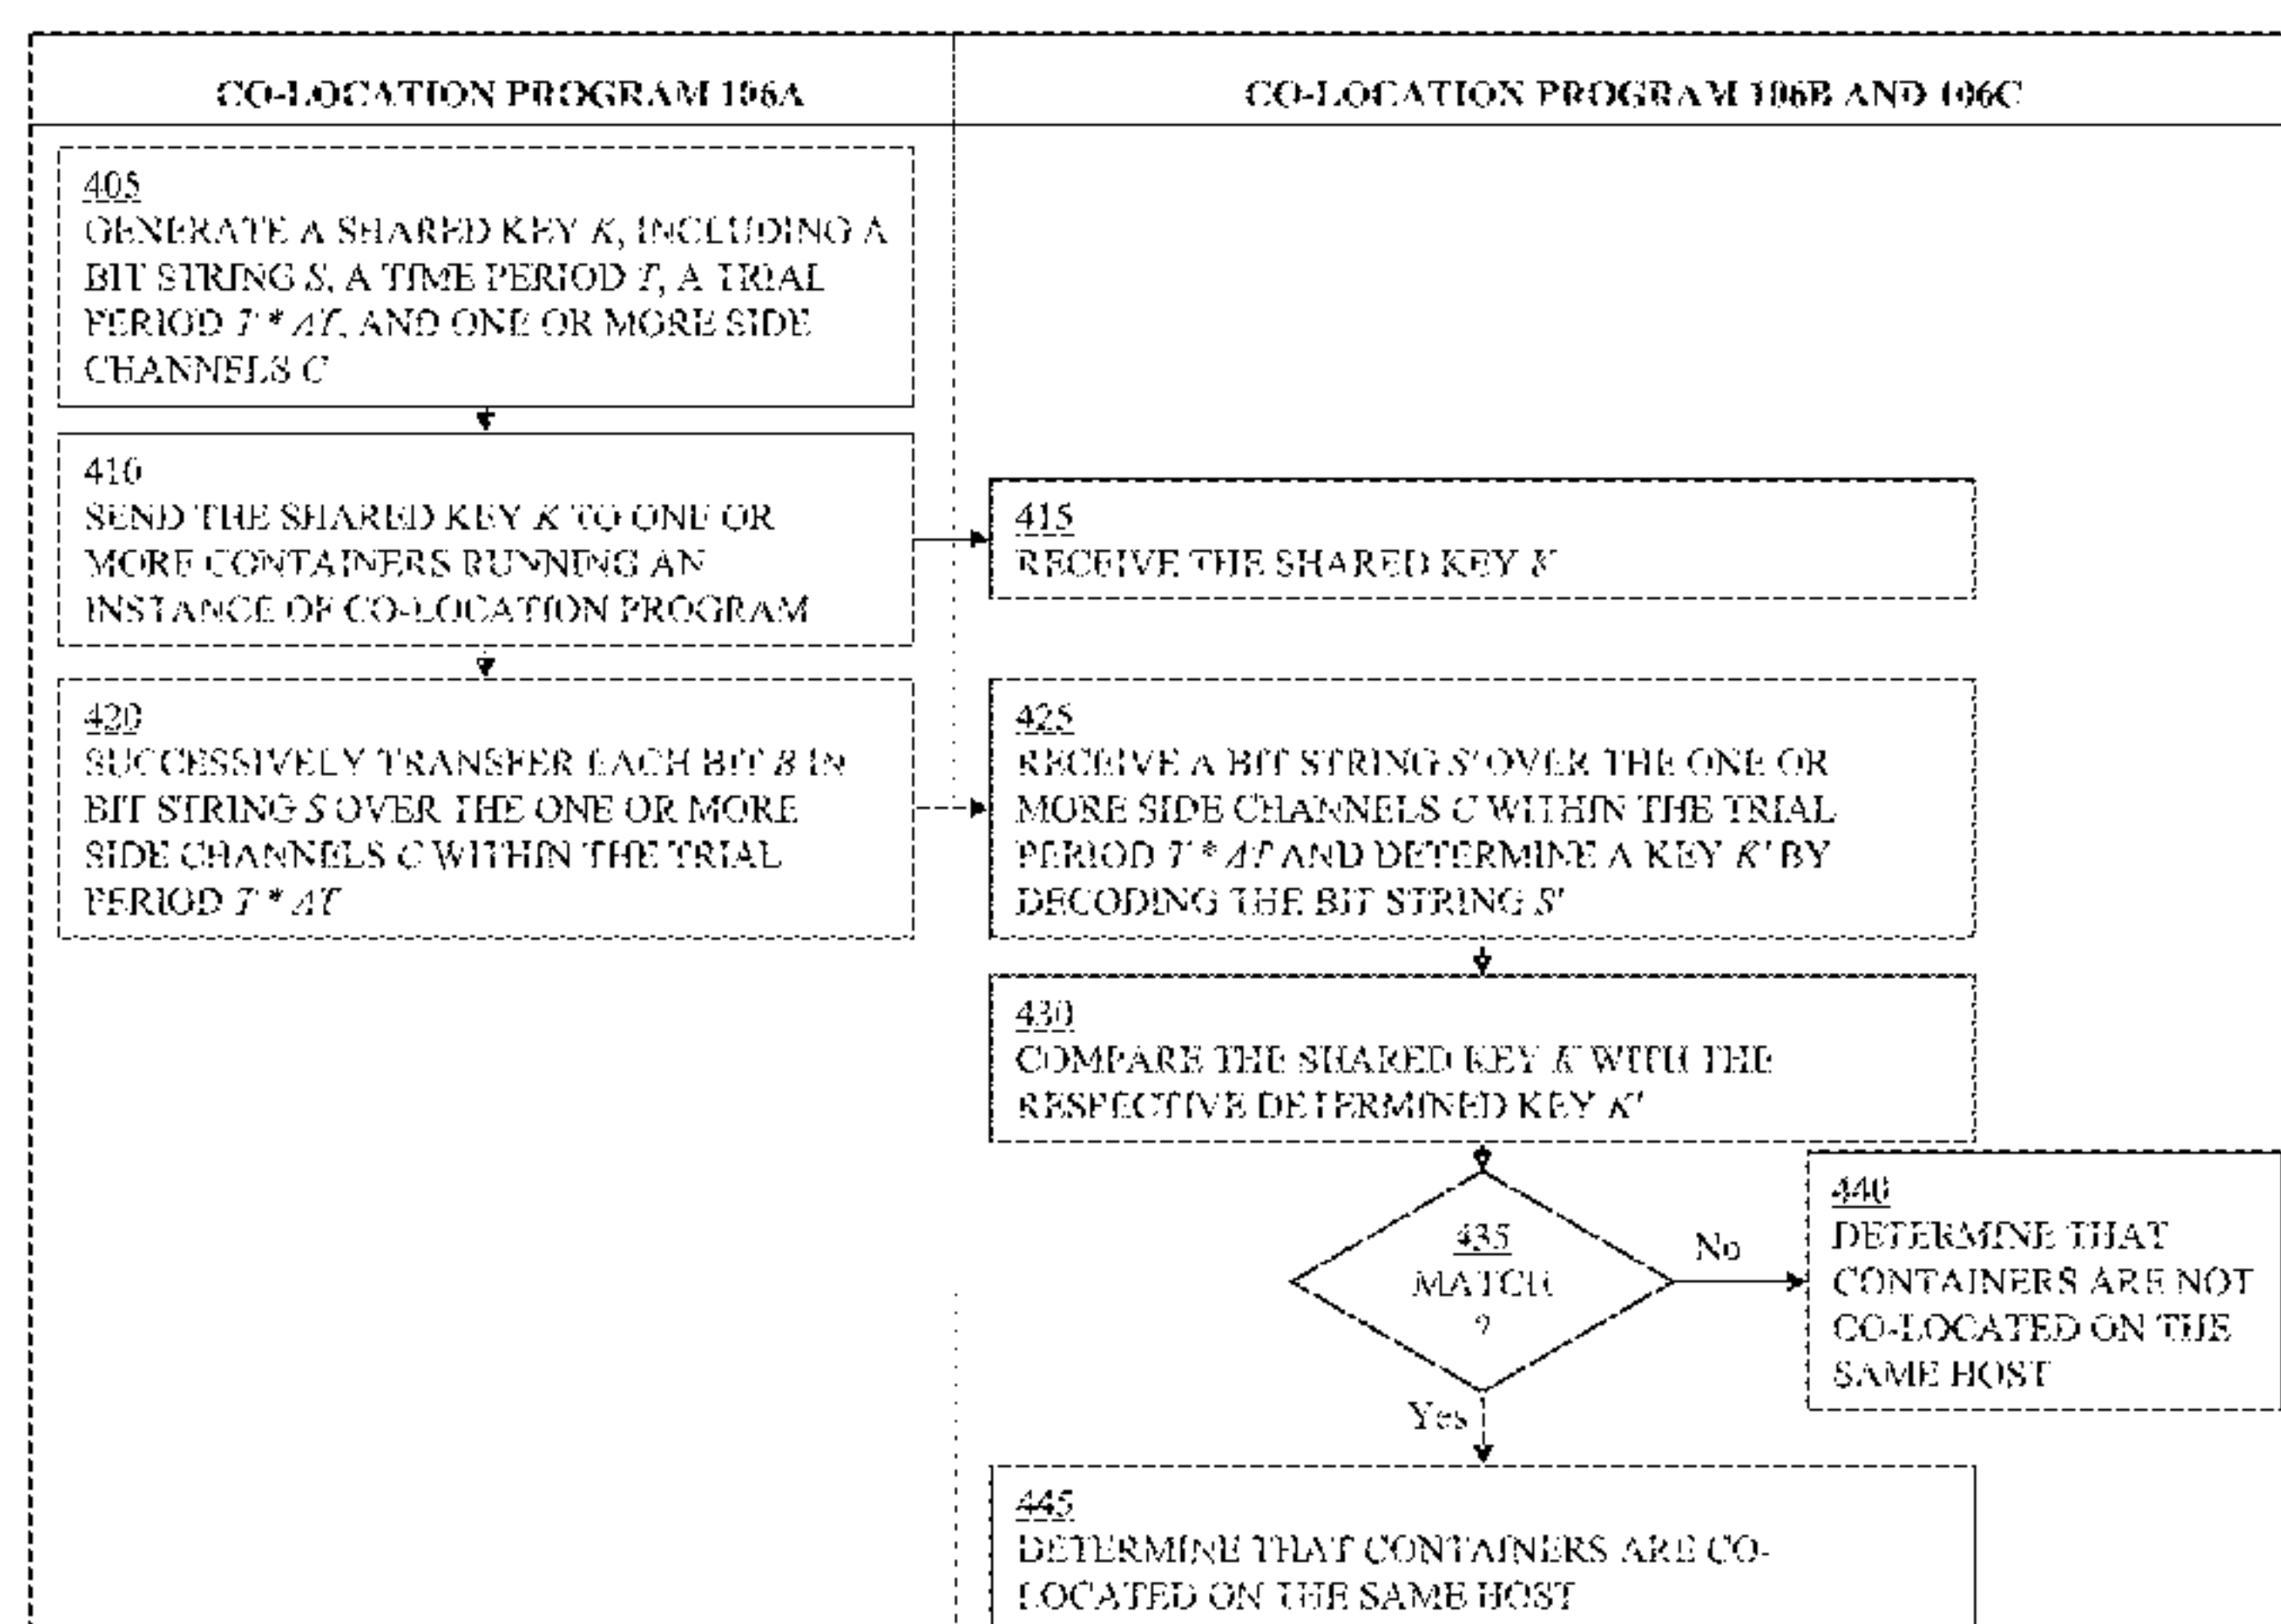 CO-LOCATION PROGRAM 106A
CO-LOCATION PROGRAM 106B AND 106C
405
GENERATE A SHARED KEY K, INCLUDING A
BIT STRING S, A TIME PERIOD T, A TRIAL
PERIOD T * ΔT, AND ONE OR MORE SIDE
CHANNELS C
410
SEND THE SHARED KEY K TO ONE OR
MORE CONTAINERS RUNNING AN
INSTANCE OF CO-LOCATION PROGRAM
415
RECEIVE THE SHARED KEY K
420
SUCCESSIVELY TRANSFER EACH BIT B IN
BIT STRING S OVER THE ONE OR MORE
SIDE CHANNELS C WITHIN THE TRIAL
PERIOD T * ΔT
425
RECEIVE A BIT STRING S' OVER THE ONE OR
MORE SIDE CHANNELS C WITHIN THE TRIAL
PERIOD T * ΔT AND DETERMINE A KEY K' BY
DECODING THE BIT STRING S'
430
COMPARE THE SHARED KEY K WITH THE
RESPECTIVE DETERMINED KEY K'
435
MATCH
?
No
440
DETERMINE THAT
CONTAINERS ARE NOT
CO-LOCATED ON THE
SAME HOST
Yes
445
DETERMINE THAT CONTAINERS ARE CO-
LOCATED ON THE SAME HOST